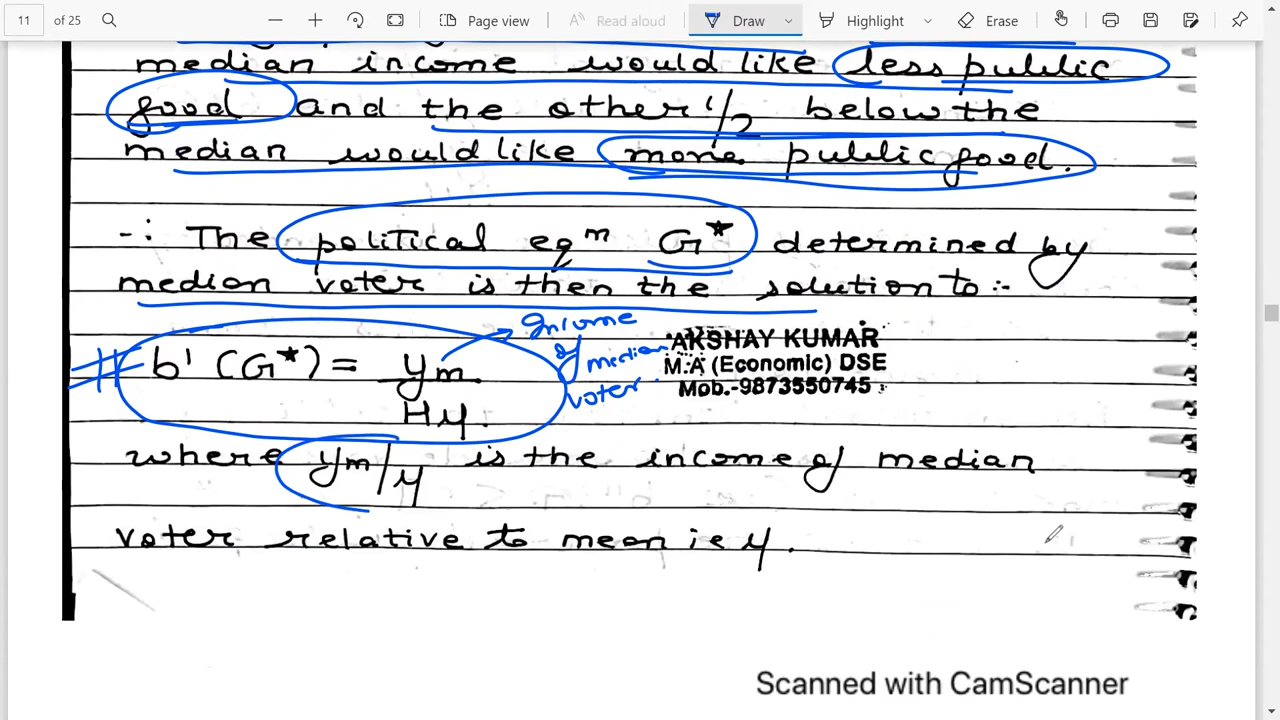 11 of 25 Page view Read aloud Draw Highlight Erase
median income would like less public
good and the other 1/2 below the
median would like more public good.
∴ The political eqm G* determined by
median voter is then the solution to :-
Income
of median
voter.
b' (G*) = ym / Hy.
AKSHAY KUMAR
M.A (Economic) DSE
Mob.-9873550745
where ym/y is the income of median
voter relative to mean ie y.
Scanned with CamScanner